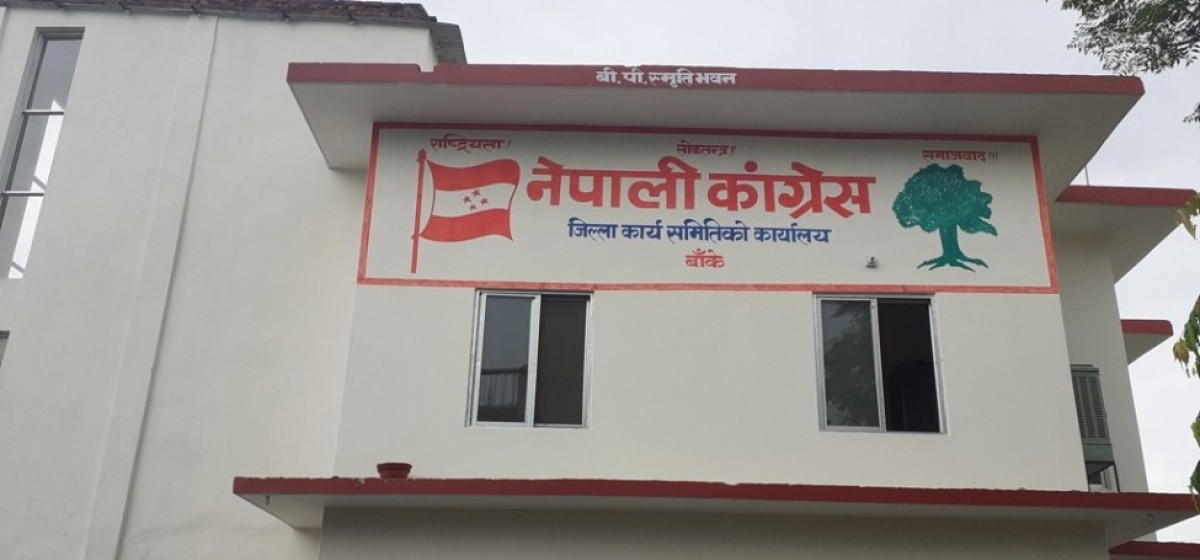 बी.पी.स्मृति भवन
राष्ट्रियता! लोकतन्त्र!! समाजवाद!!!
नेपाली कांग्रेस
जिल्ला कार्य समितिको कार्यालय
बाँके